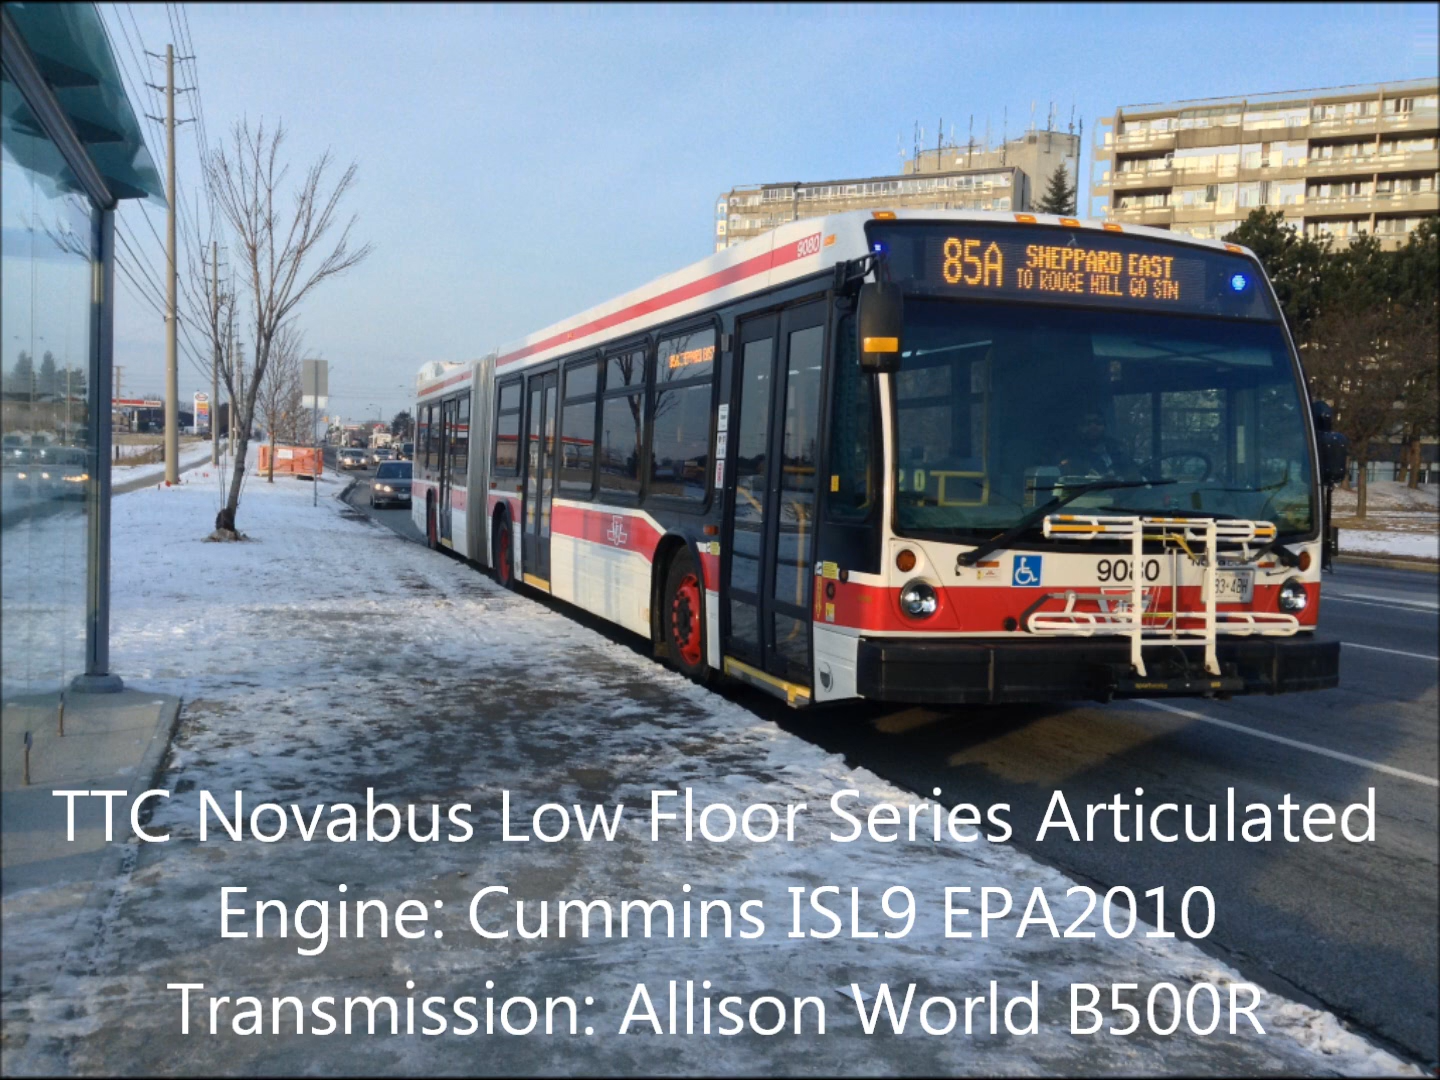 9080
85A SHEPPARD EAST
TO ROUGE HILL GO STN
9080
TTC Novabus Low Floor Series Articulated
Engine: Cummins ISL9 EPA2010
Transmission: Allison World B500R